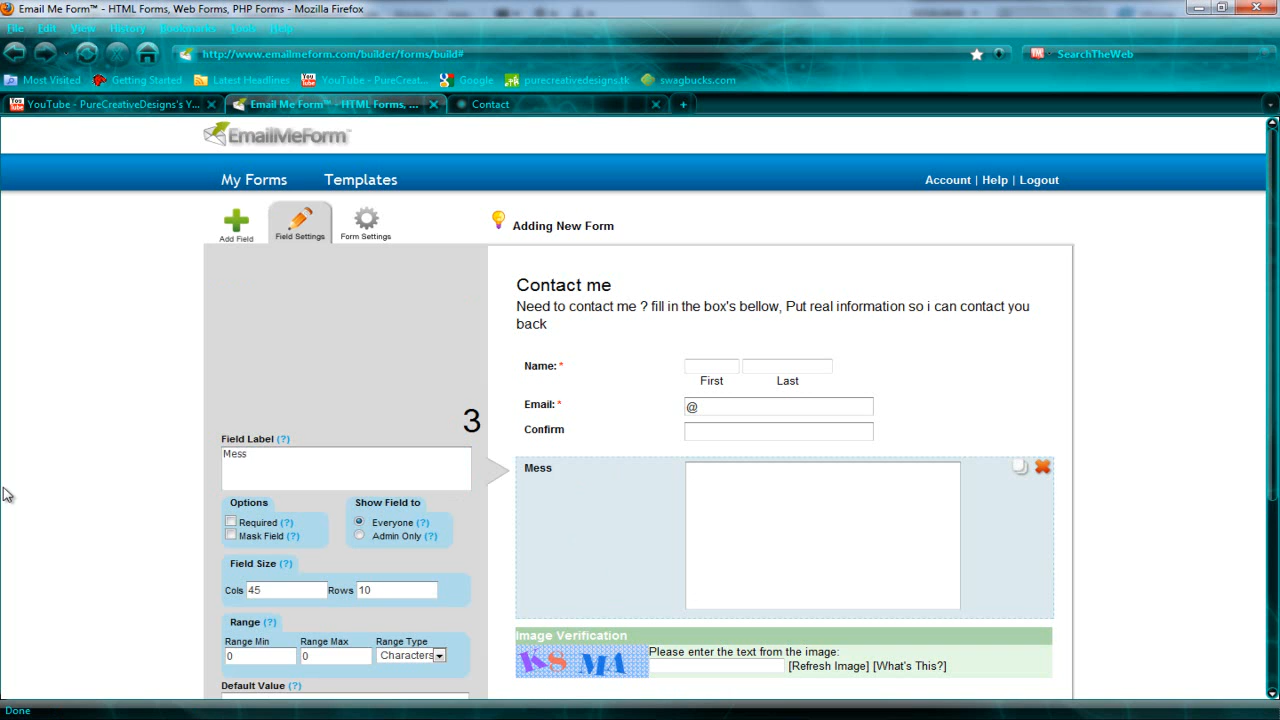 Email Me Form™ - HTML Forms, Web Forms, PHP Forms - Mozilla Firefox
File Edit View History Bookmarks Tools Help
http://www.emailmeform.com/builder/forms/build#
SearchTheWeb
Most Visited Getting Started Latest Headlines YouTube - PureCreat... Google purecreativedesigns.tk swagbucks.com
YouTube - PureCreativeDesigns's Y... Email Me Form™ - HTML Forms, ... Contact
EmailMeForm™
My Forms Templates Account | Help | Logout
Add Field Field Settings Form Settings
Adding New Form
Contact me
Need to contact me ? fill in the box's bellow, Put real information so i can contact you
back
Name: *
First Last
3
Email: * @
Confirm
Field Label (?)
Mess
Mess
Options Show Field to
Required (?) Everyone (?)
Mask Field (?) Admin Only (?)
Field Size (?)
Cols 45 Rows 10
Range (?)
Range Min Range Max Range Type
0 0 Characters
Default Value (?)
Image Verification
KS MA Please enter the text from the image:
[Refresh Image] [What's This?]
Done